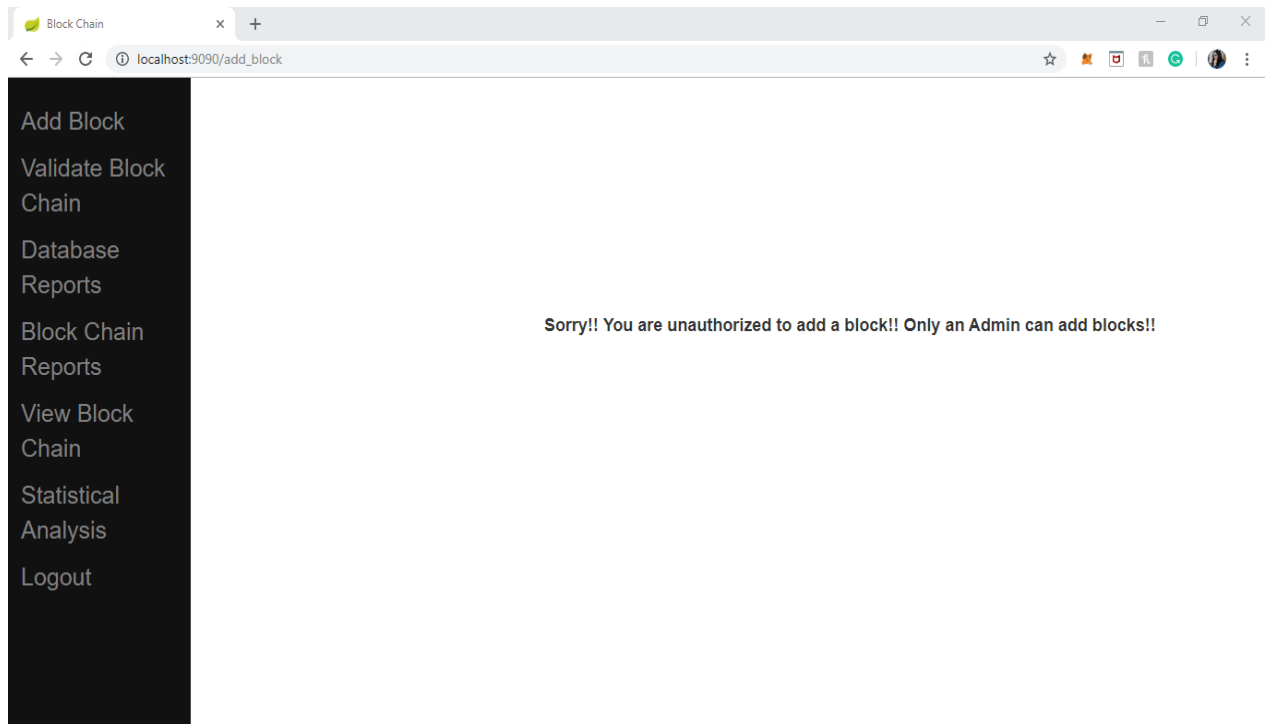 Block Chain
localhost:9090/add_block
Add Block
Validate Block
Chain
Database
Reports
Block Chain
Reports
View Block
Chain
Statistical
Analysis
Logout
Sorry!! You are unauthorized to add a block!! Only an Admin can add blocks!!